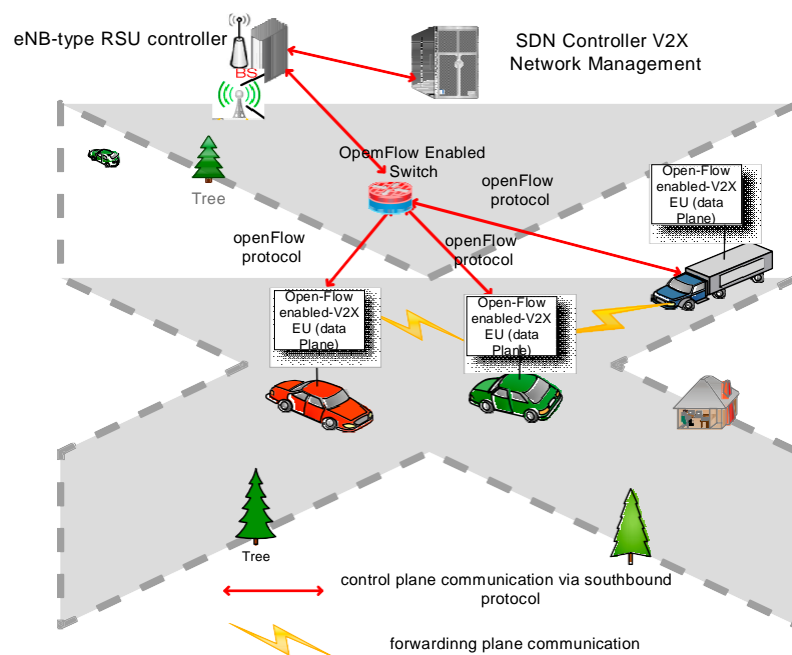 eNB-type RSU controller
BS
SDN Controller V2X
Network Management
OpemFlow Enabled
Switch
Tree
openFlow
protocol
Open-Flow
enabled-V2X
EU (data
Plane)
openFlow
protocol
openFlow
protocol
Open-Flow
enabled-V2X
EU (data
Plane)
Open-Flow
enabled-V2X
EU (data
Plane)
Tree
control plane communication via southbound
protocol
forwardinng plane communication